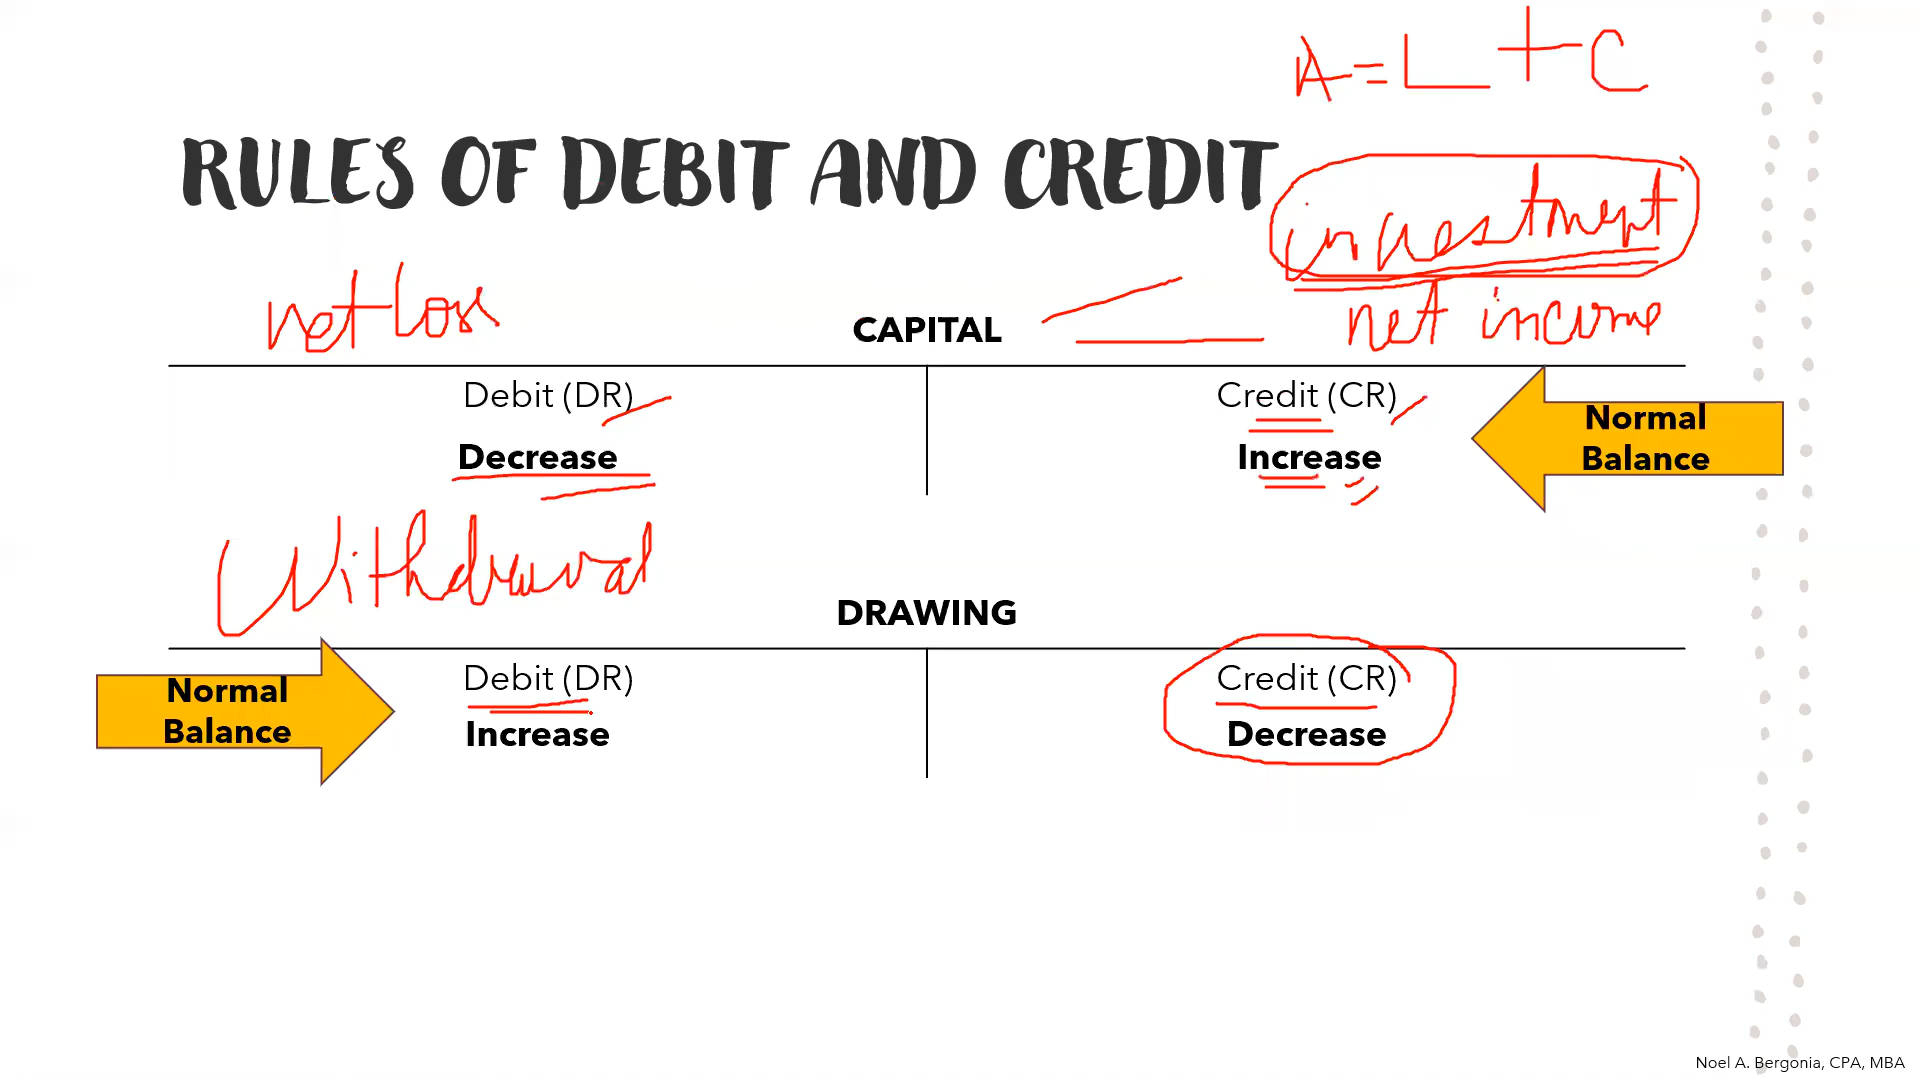 A = L + C
RULES OF DEBIT AND CREDIT
investment
net loss
net income
CAPITAL
Debit (DR)
Credit (CR)
Decrease
Increase
Normal
Balance
Withdrawal
DRAWING
Normal
Balance
Debit (DR)
Credit (CR)
Increase
Decrease
Noel A. Bergonia, CPA, MBA